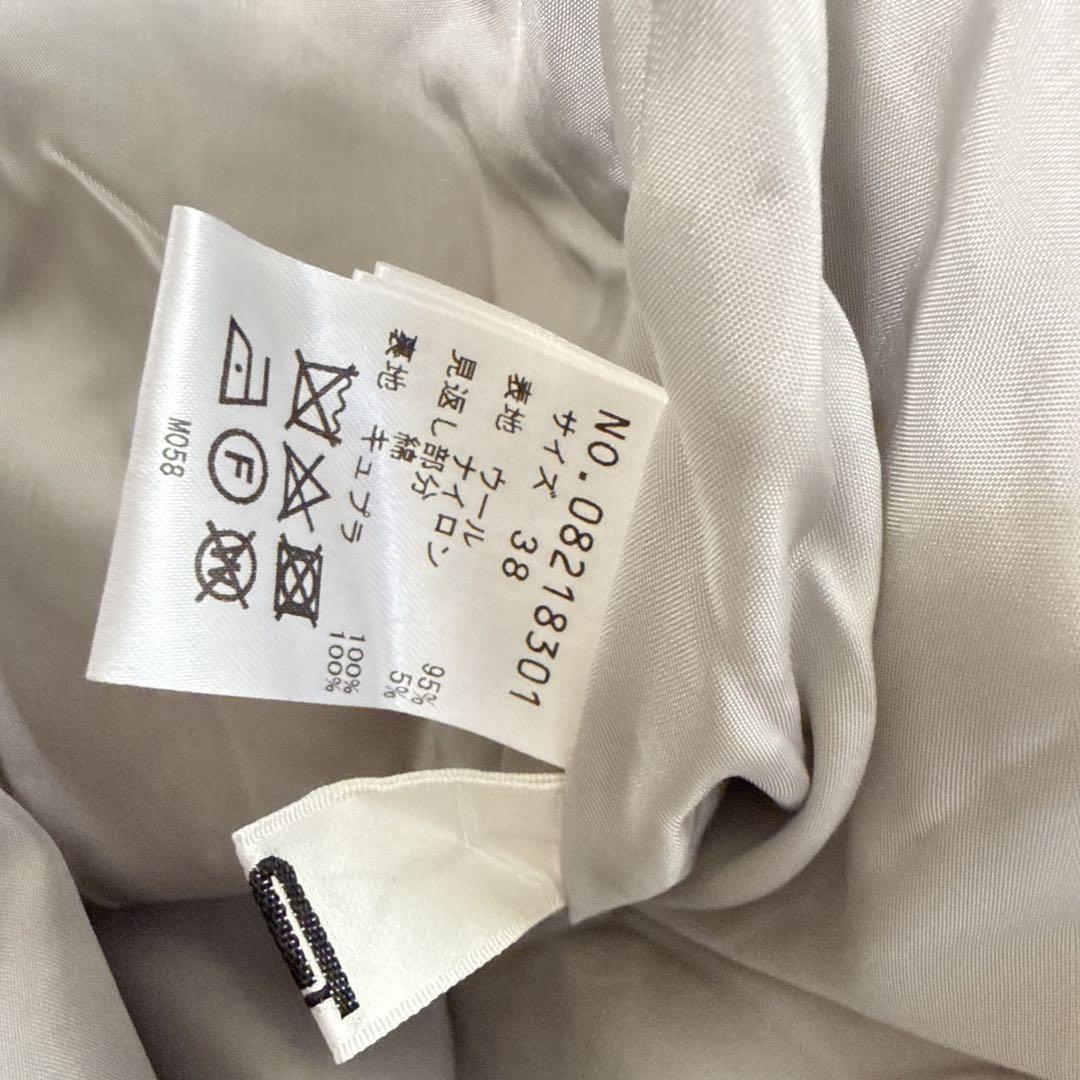 NO.08218301
サイズ 38
表地 ウール 95%
ナイロン 5%
見返し部分
綿 100%
裏地 キュプラ 100%
F
W
M058